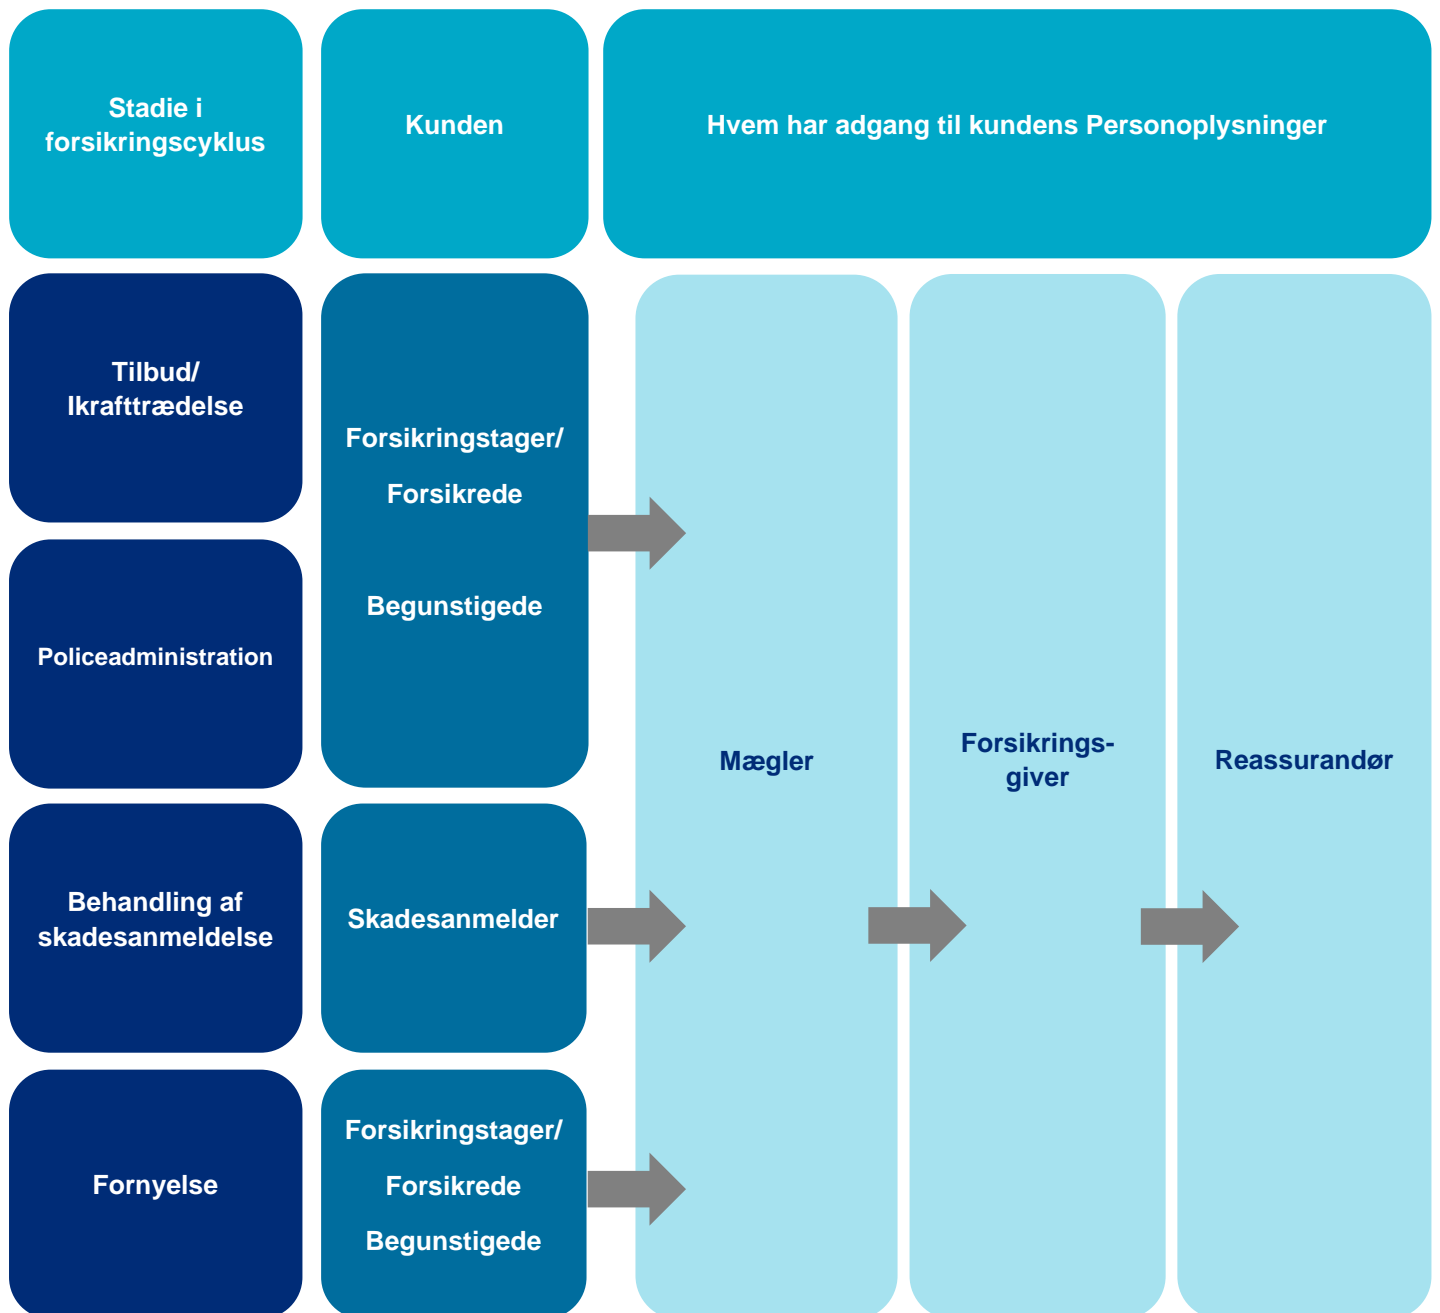 Stadie i
forsikringscyklus
Kunden
Hvem har adgang til kundens Personoplysninger
Tilbud/
Ikrafttrædelse
Forsikringstager/
Forsikrede
Begunstigede
Policeadministration
Mægler
Forsikrings-
giver
Reassurandør
Behandling af
skadesanmeldelse
Skadesanmelder
Fornyelse
Forsikringstager/
Forsikrede
Begunstigede